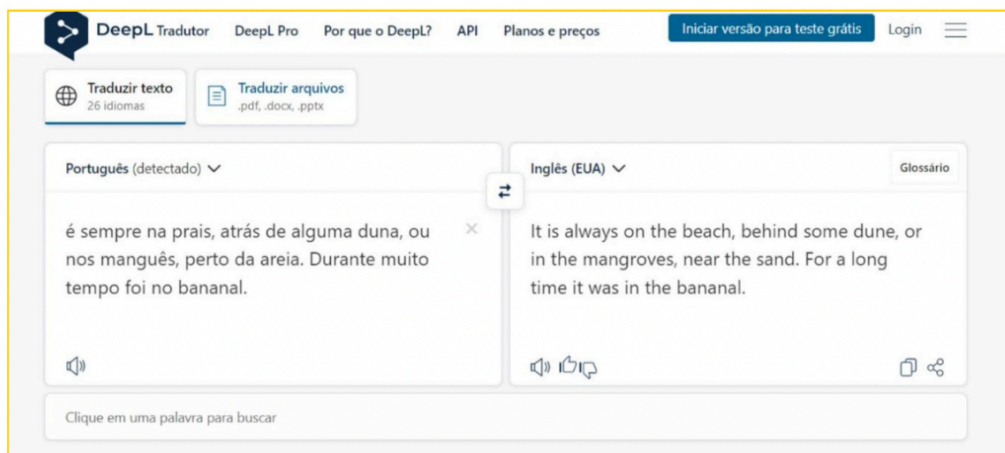 DeepL Tradutor DeepL Pro Por que o DeepL? API Planos e preços Iniciar versão para teste grátis Login
Traduzir texto
26 idiomas
Traduzir arquivos
.pdf, .docx, .pptx
Português (detectado)
é sempre na prais, atrás de alguma duna, ou
nos manguês, perto da areia. Durante muito
tempo foi no bananal.
Inglês (EUA)
Glossário
It is always on the beach, behind some dune, or
in the mangroves, near the sand. For a long
time it was in the bananal.
Clique em uma palavra para buscar